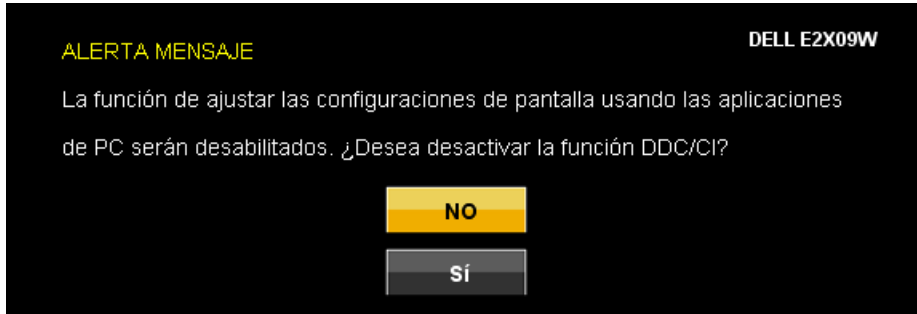 DELL E2X09W
ALERTA MENSAJE
La función de ajustar las configuraciones de pantalla usando las aplicaciones
de PC serán desabilitados. ¿Desea desactivar la función DDC/CI?
NO
Sí